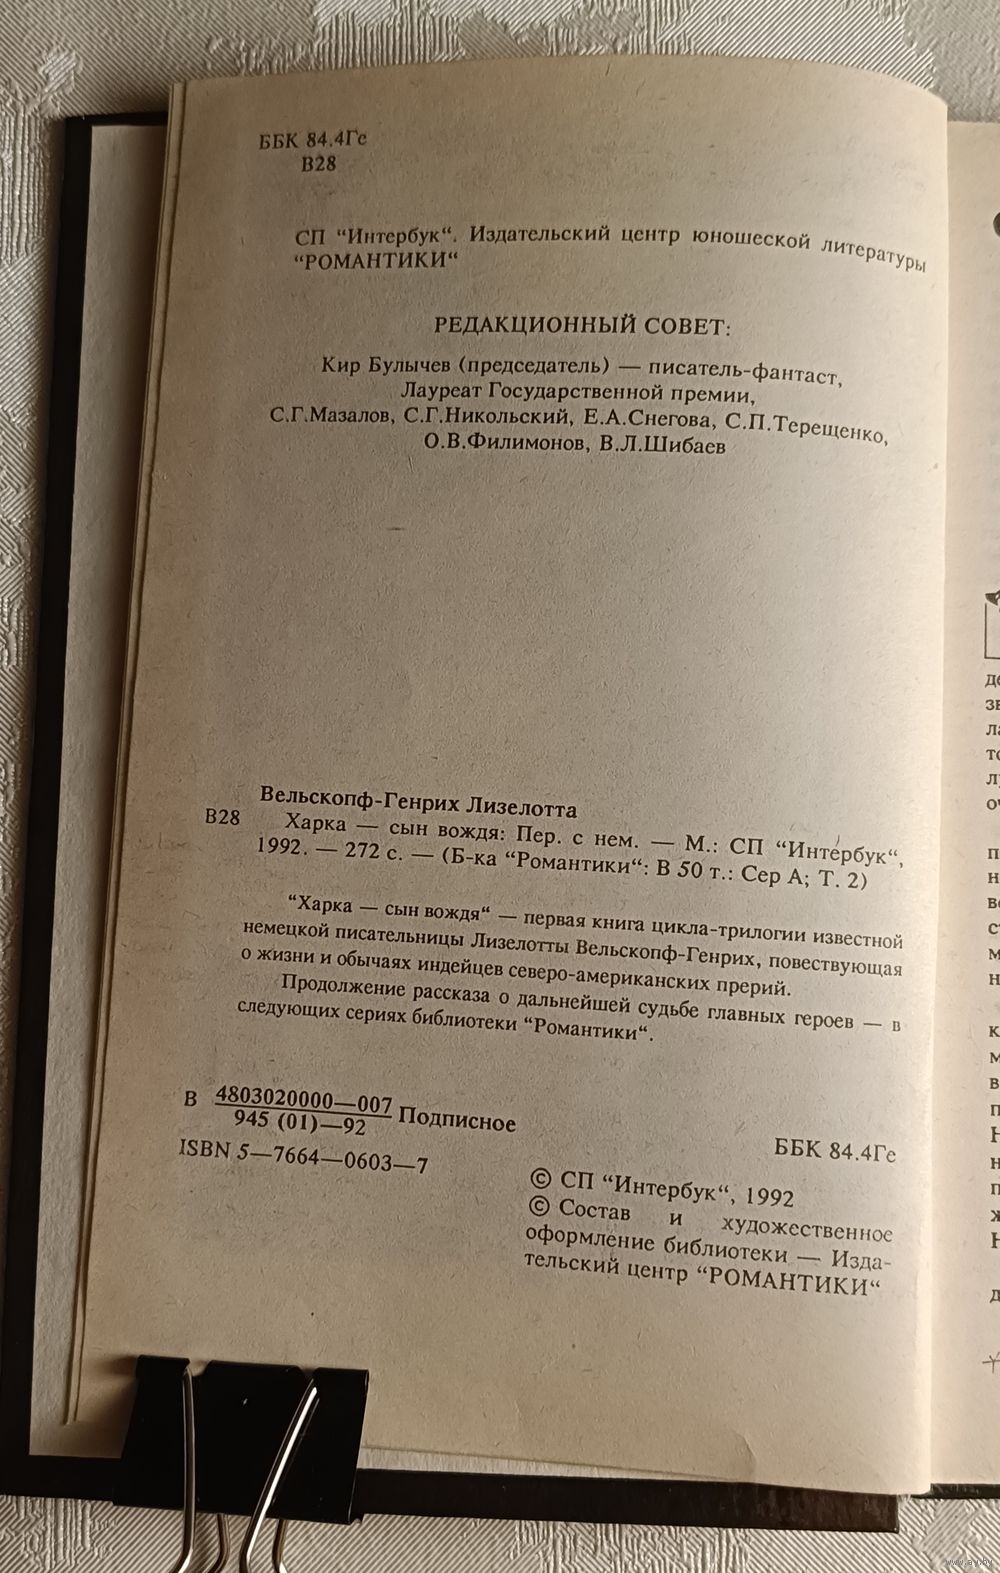 ББК 84.4Ге
В28
СП “Интербук“. Издательский центр юношеской литературы
“РОМАНТИКИ“
РЕДАКЦИОННЫЙ СОВЕТ:
Кир Булычев (председатель) — писатель-фантаст,
Лауреат Государственной премии,
С.Г.Мазалов, С.Г.Никольский, Е.А.Снегова, С.П.Терещенко,
О.В.Филимонов, В.Л.Шибаев
Вельскопф-Генрих Лизелотта
В28 Харка — сын вождя: Пер. с нем. — М.: СП “Интербук“,
1992. — 272 с. — (Б-ка “Романтики“: В 50 т.: Сер А; Т. 2)
“Харка — сын вождя“ — первая книга цикла-трилогии известной
немецкой писательницы Лизелотты Вельскопф-Генрих, повествующая
о жизни и обычаях индейцев северо-американских прерий.
Продолжение рассказа о дальнейшей судьбе главных героев — в
следующих сериях библиотеки “Романтики“.
В 4803020000—007 Подписное
945 (01)—92
ISBN 5—7664—0603—7
ББК 84.4Ге
© СП “Интербук“, 1992
© Состав и художественное
оформление библиотеки — Изда-
тельский центр “РОМАНТИКИ“
www.ay.by